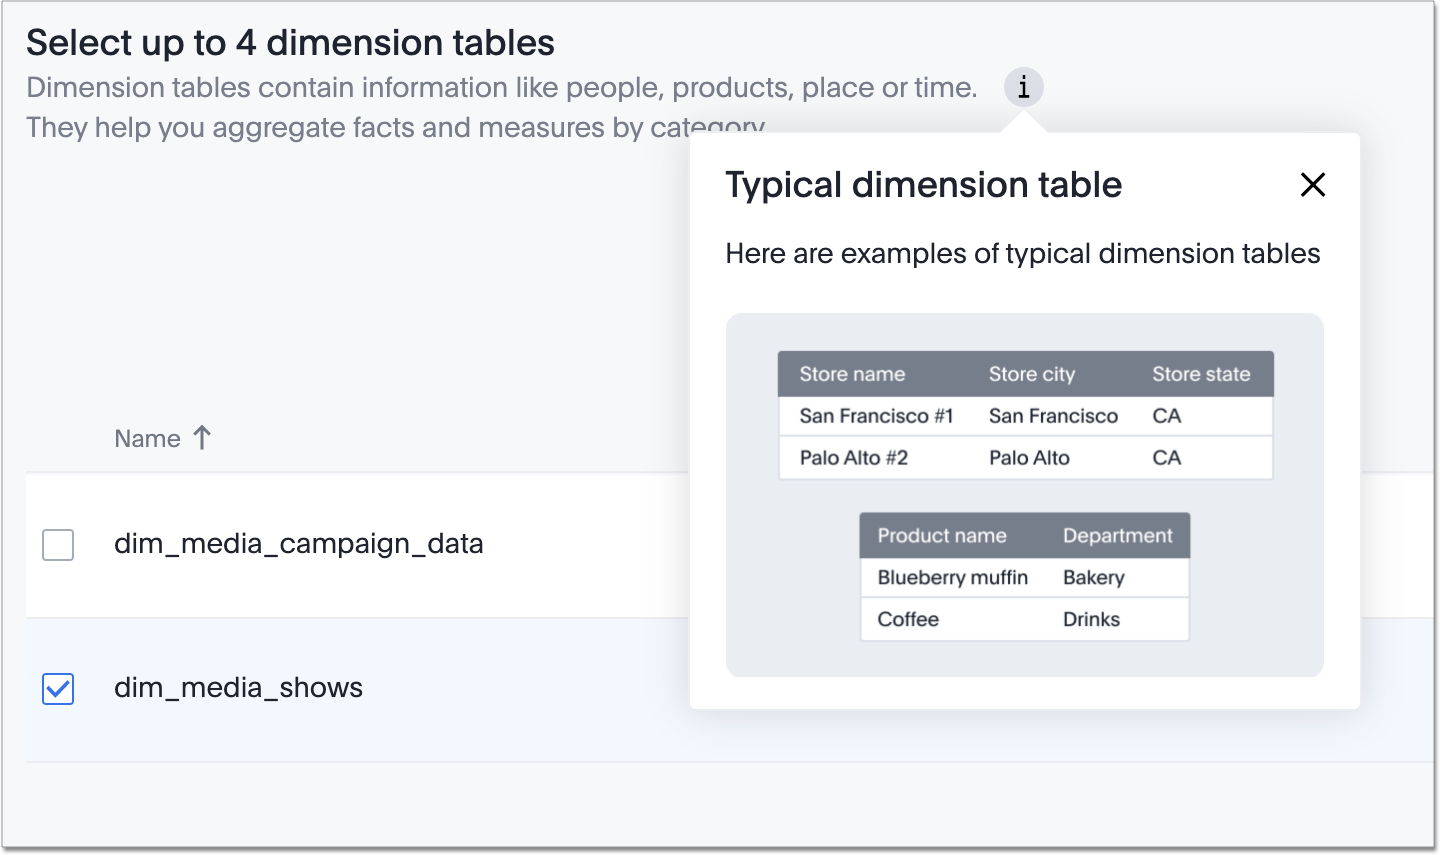 Select up to 4 dimension tables
Dimension tables contain information like people, products, place or time. i
They help you aggregate facts and measures by category
Typical dimension table
Here are examples of typical dimension tables
Store name Store city Store state
San Francisco #1 San Francisco CA
Palo Alto #2 Palo Alto CA
Product name Department
Blueberry muffin Bakery
Coffee Drinks
Name ↑
dim_media_campaign_data
dim_media_shows